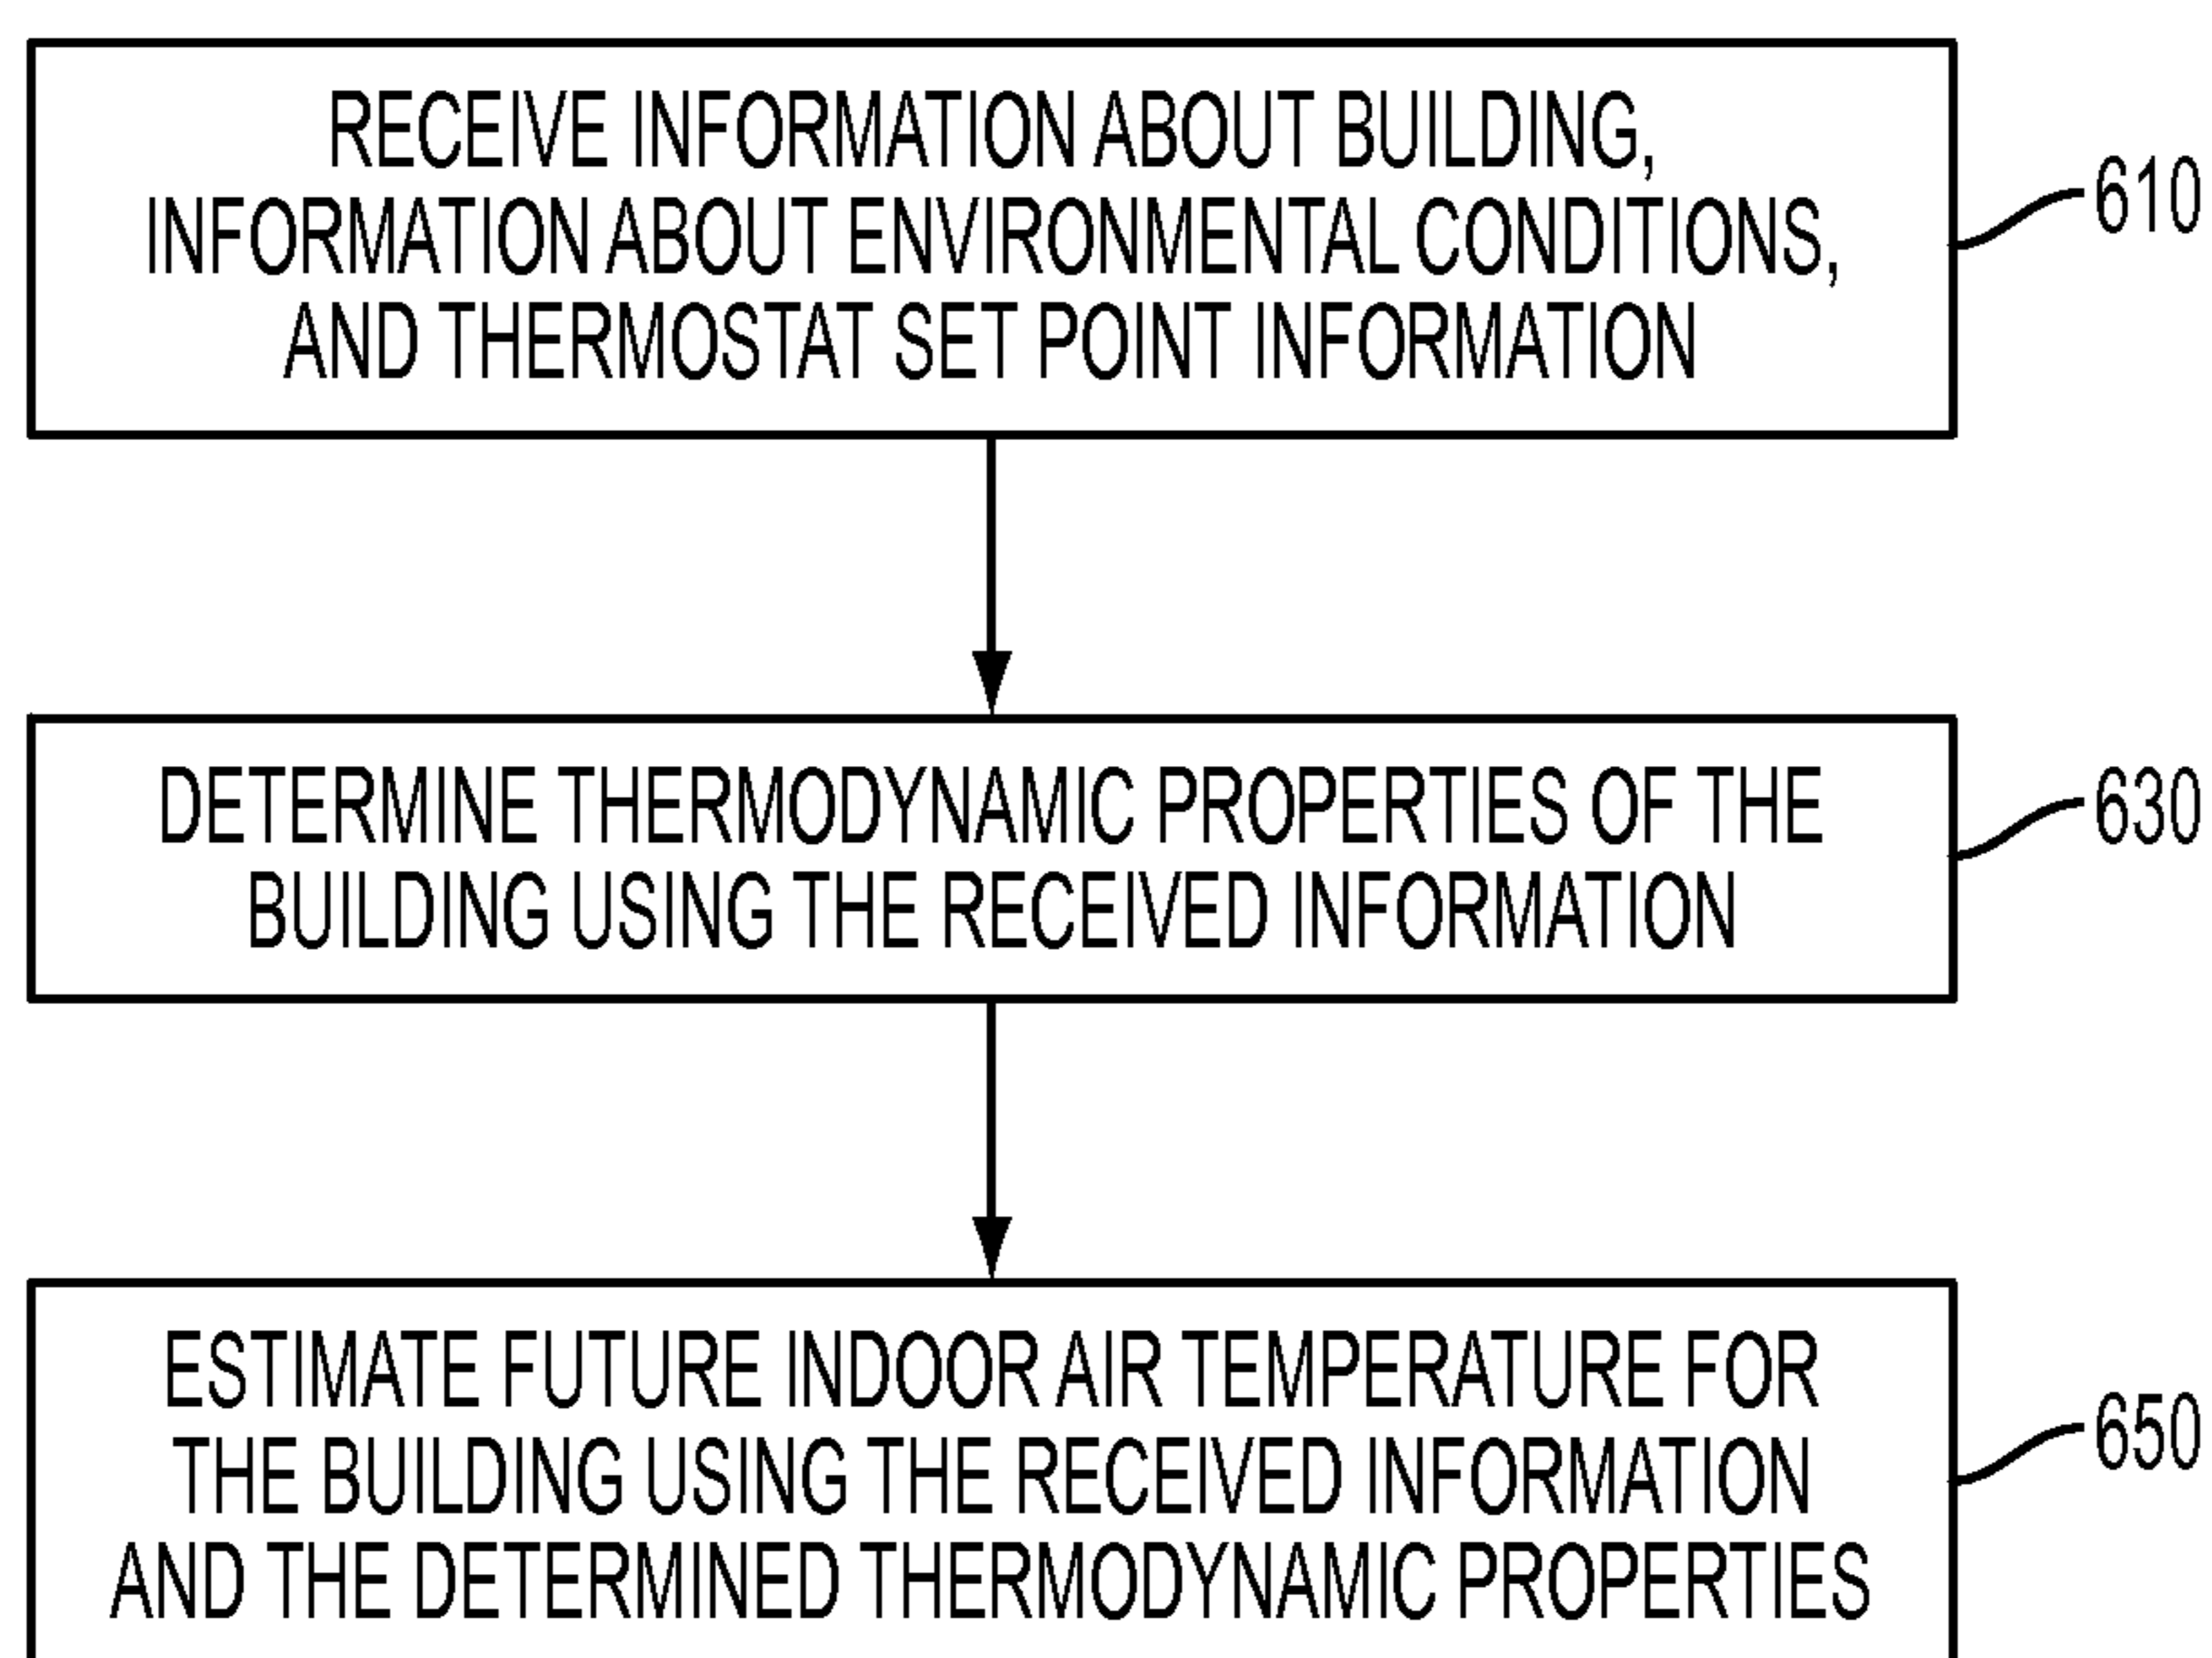 RECEIVE INFORMATION ABOUT BUILDING,
INFORMATION ABOUT ENVIRONMENTAL CONDITIONS,
AND THERMOSTAT SET POINT INFORMATION
610
DETERMINE THERMODYNAMIC PROPERTIES OF THE
BUILDING USING THE RECEIVED INFORMATION
630
ESTIMATE FUTURE INDOOR AIR TEMPERATURE FOR
THE BUILDING USING THE RECEIVED INFORMATION
AND THE DETERMINED THERMODYNAMIC PROPERTIES
650